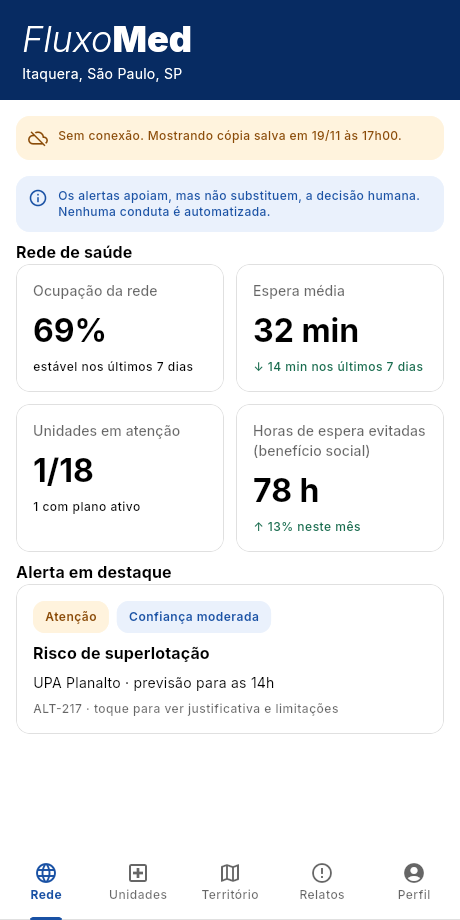 FluxoMed
Itaquera, São Paulo, SP
Sem conexão. Mostrando cópia salva em 19/11 às 17h00.
Os alertas apoiam, mas não substituem, a decisão humana.
Nenhuma conduta é automatizada.
Rede de saúde
Ocupação da rede
69%
estável nos últimos 7 dias
Espera média
32 min
↓ 14 min nos últimos 7 dias
Unidades em atenção
1/18
1 com plano ativo
Horas de espera evitadas
(benefício social)
78 h
↑ 13% neste mês
Alerta em destaque
Atenção
Confiança moderada
Risco de superlotação
UPA Planalto · previsão para as 14h
ALT-217 · toque para ver justificativa e limitações
Rede
Unidades
Território
Relatos
Perfil